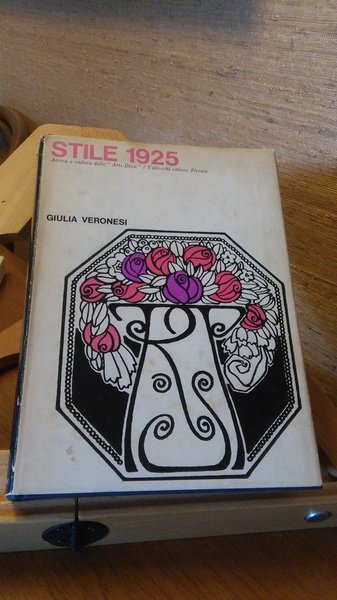 STILE 1925
Ascesa e caduta delle "Arts Déco" / Vallecchi editore Firenze
GIULIA VERONESI